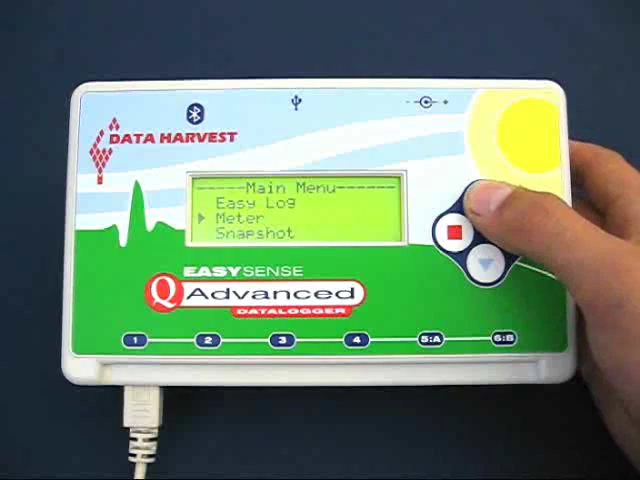 DATA HARVEST
-----Main Menu------
Easy Log
Meter
Snapshot
EASYSENSE
Q Advanced
DATALOGGER
1 2 3 4 5:A 6:B